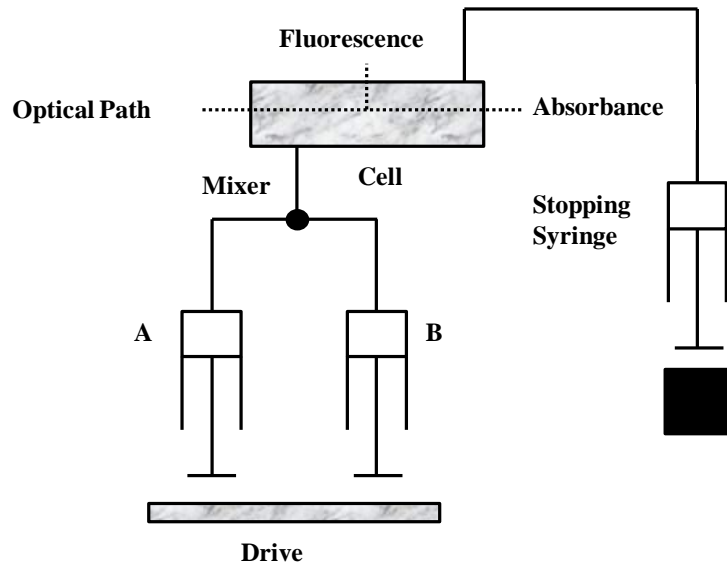 Fluorescence
Optical Path
Absorbance
Mixer
Cell
Stopping
Syringe
A
B
Drive